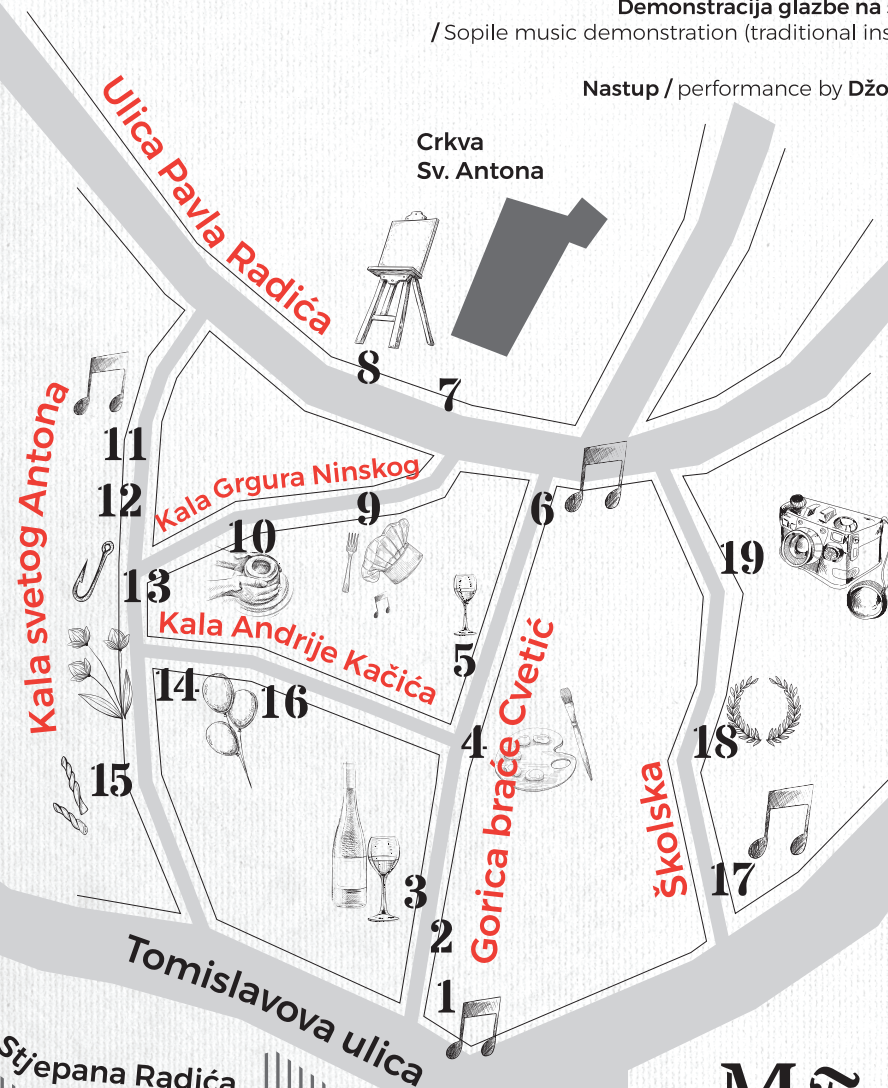 Demonstracija glazbe na
/ Sopile music demonstration (traditional ins
Nastup / performance by Džo
Crkva
Sv. Antona
Ulica Pavla Radića
8
7
11
12
Kala svetog Antona
Kala Grgura Ninskog
9
10
6
19
13
Kala Andrije Kačića
5
14
16
4
18
Gorica braće Cvetić
Školska
15
3
17
2
1
Tomislavova ulica
Stjepana Radića